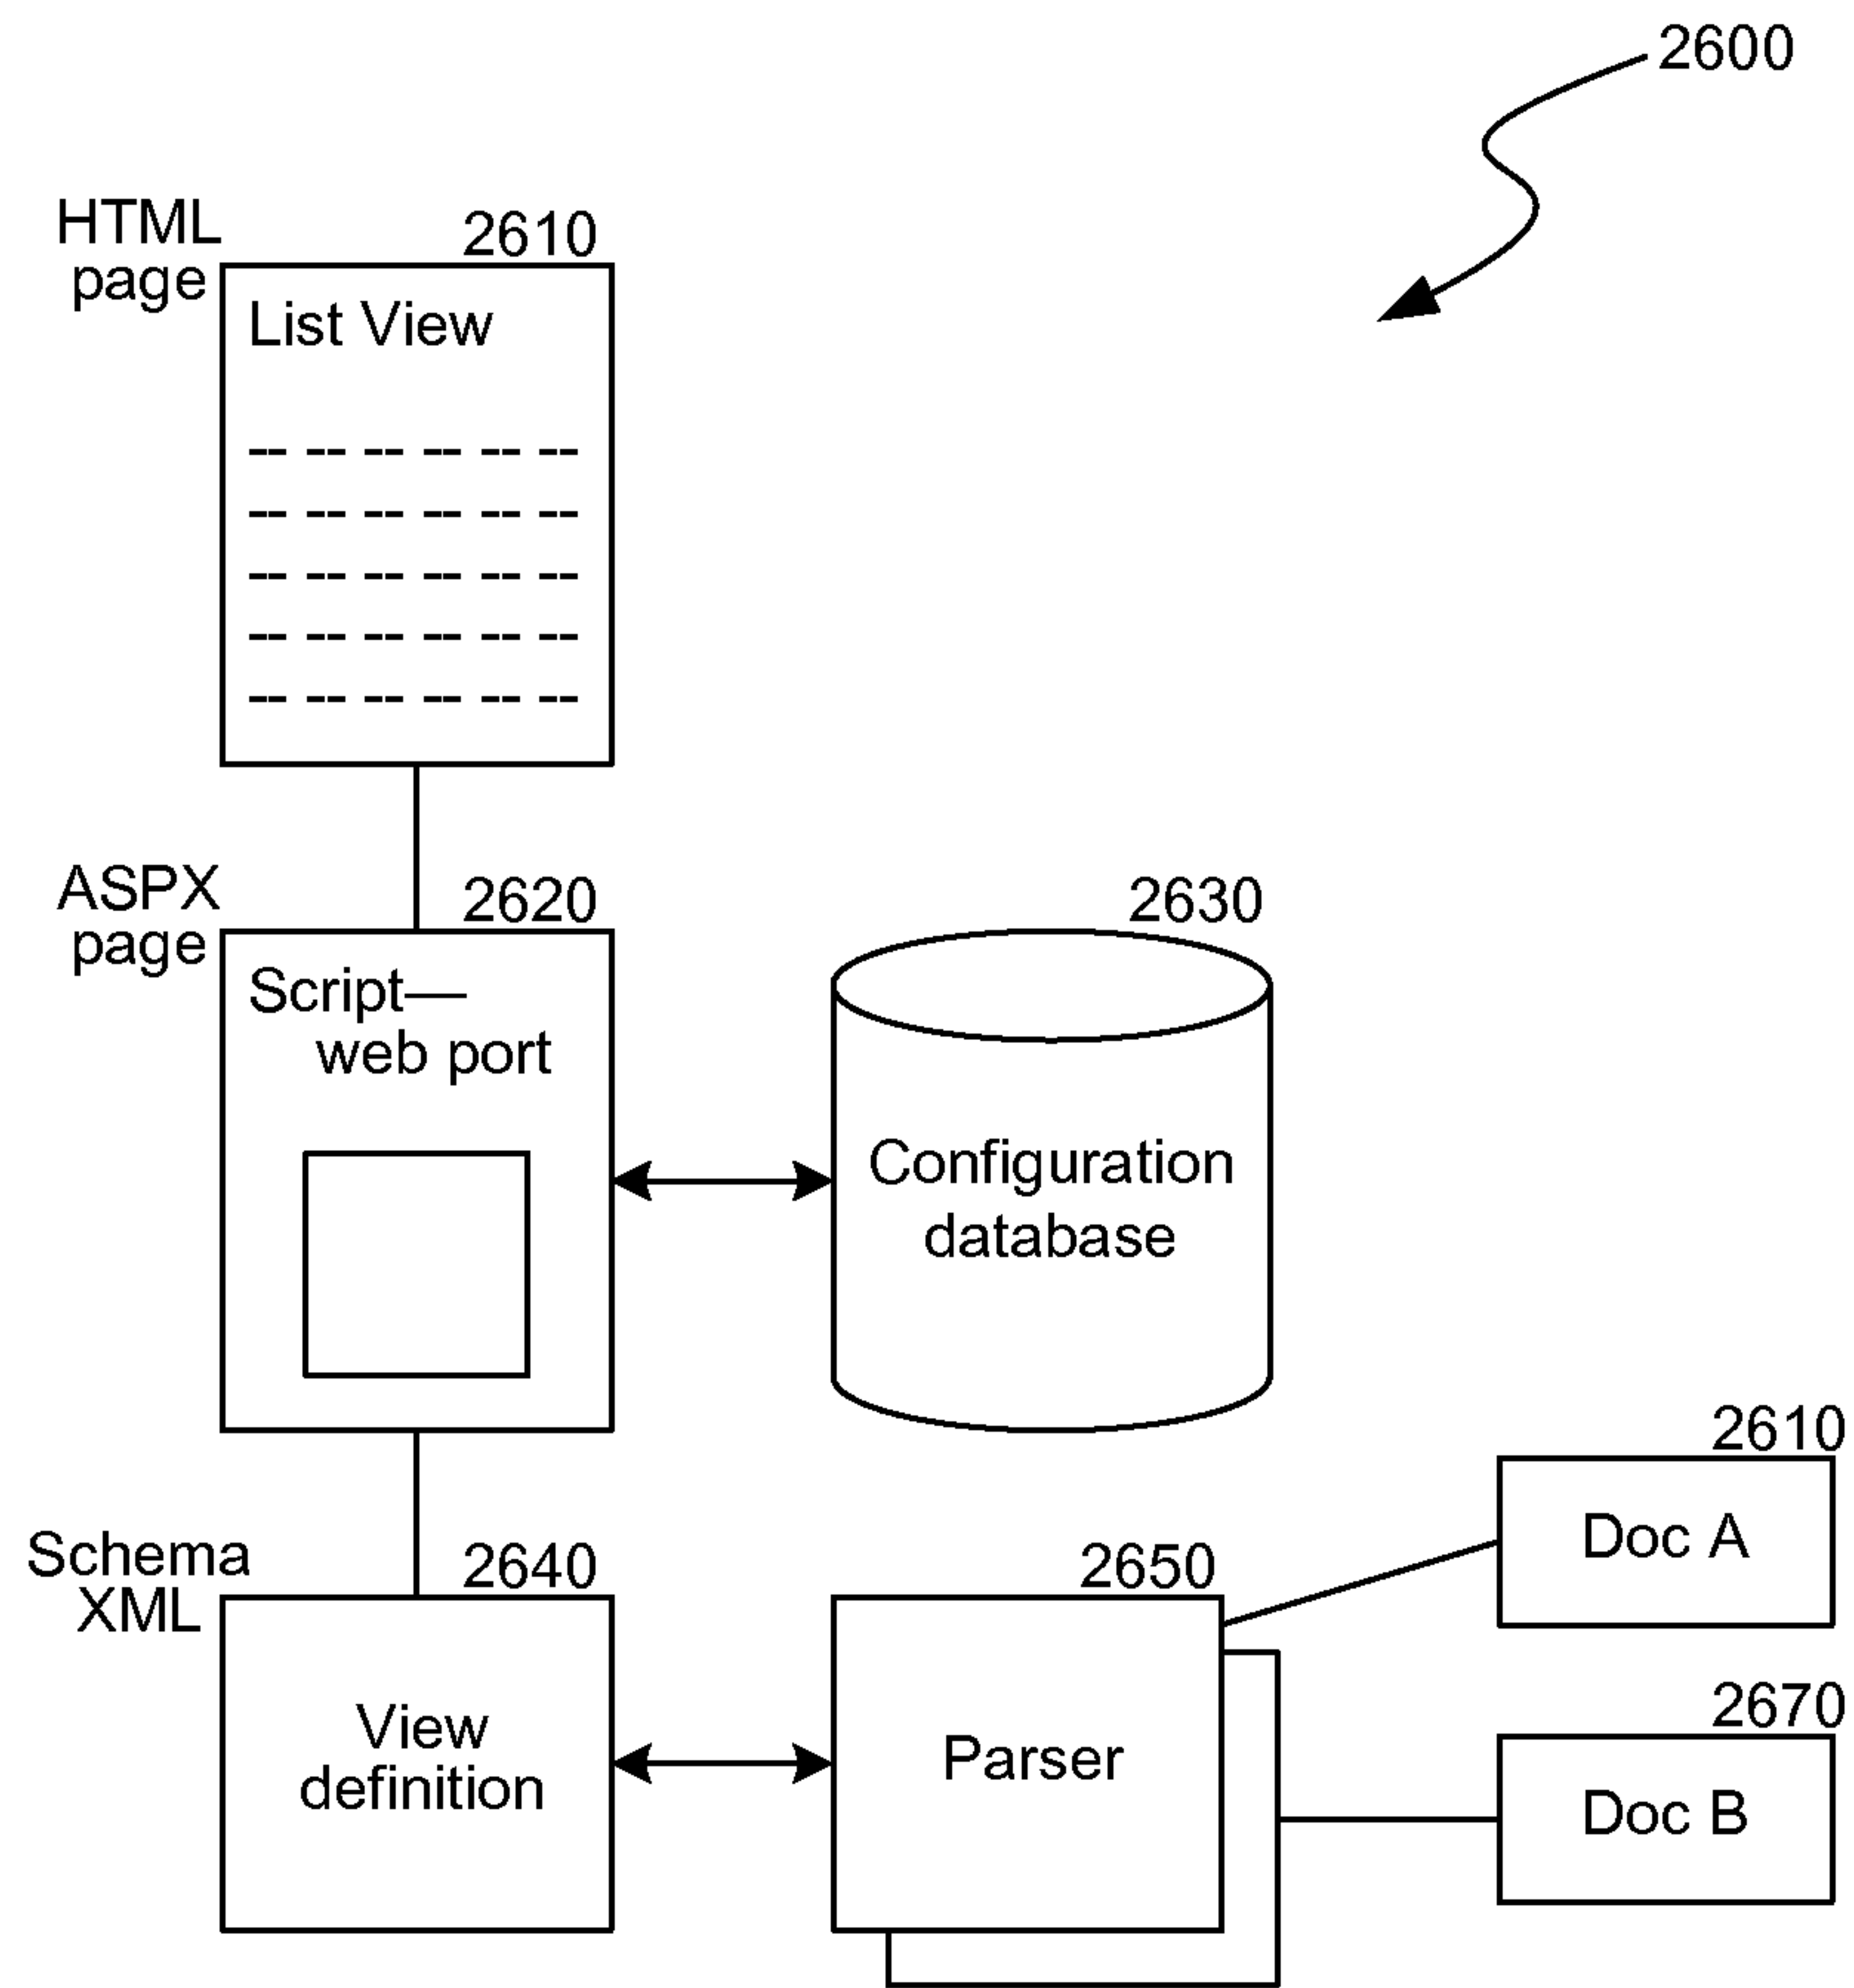 2600
HTML
page
2610
List View
-- -- -- -- -- --
-- -- -- -- -- --
-- -- -- -- -- --
-- -- -- -- -- --
-- -- -- -- -- --
ASPX
page
2620
Script—
web port
2630
Configuration
database
Schema
XML
2640
View
definition
2650
Parser
2610
Doc A
2670
Doc B